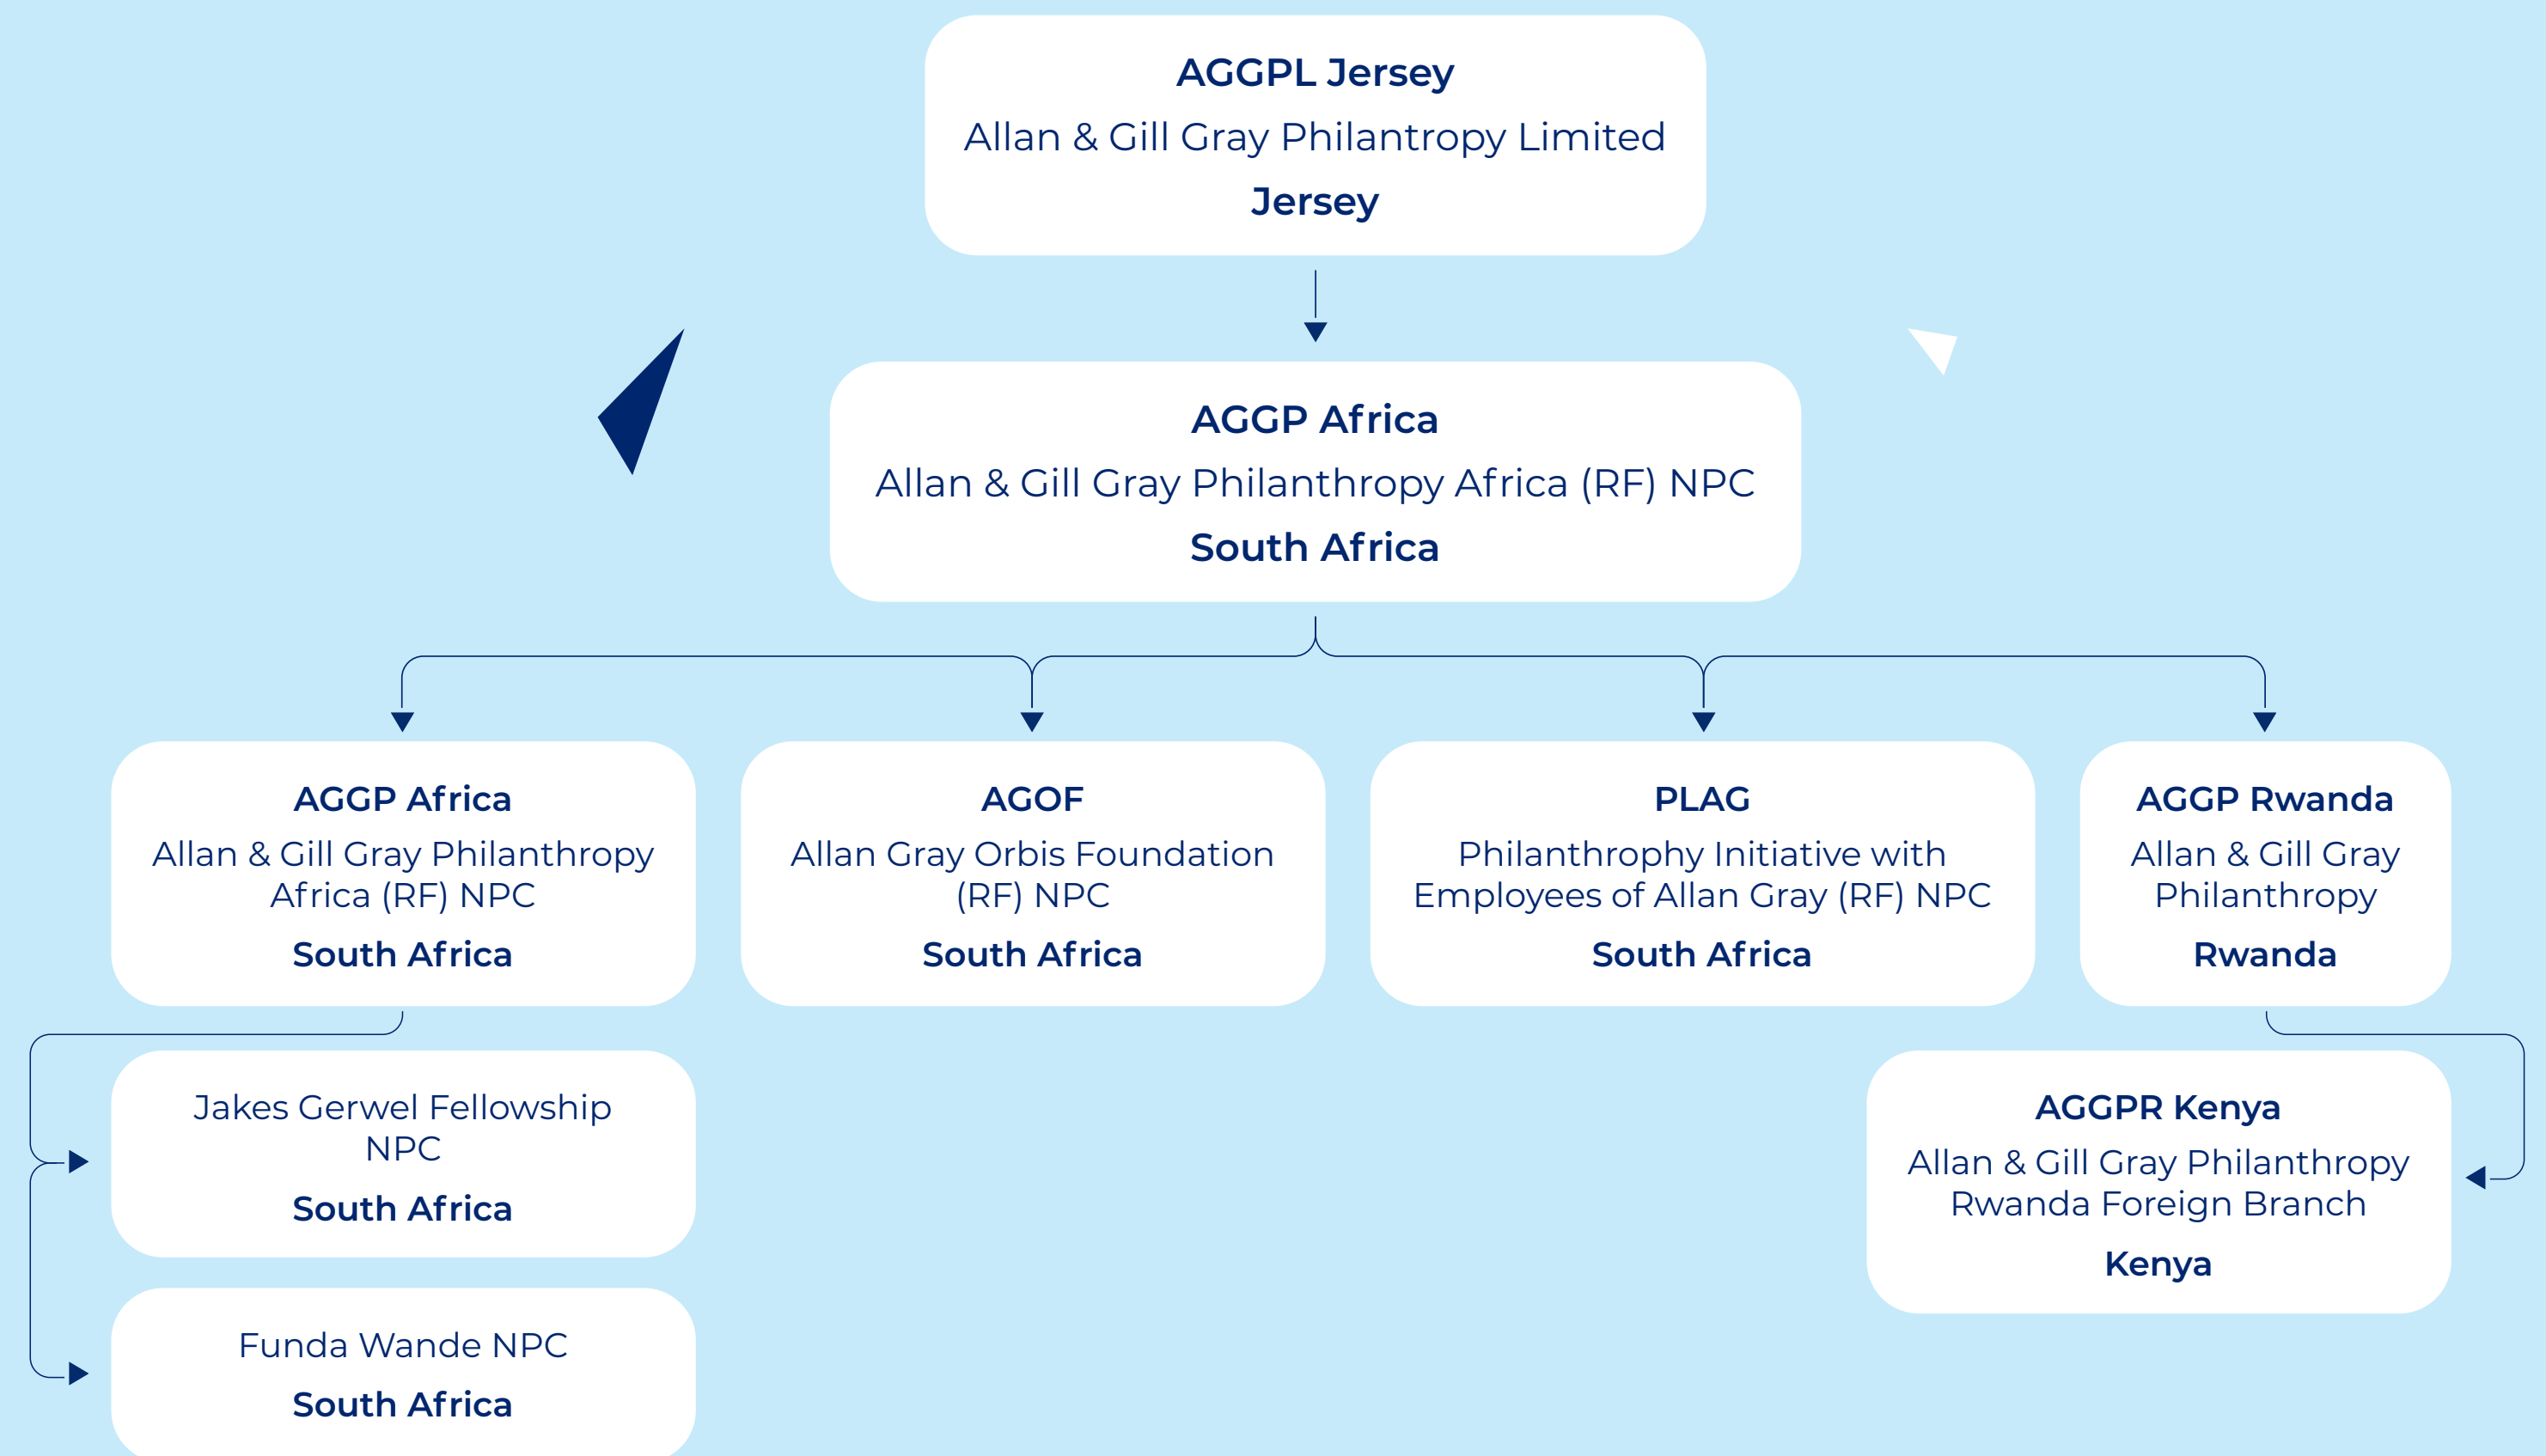 AGGPL Jersey
Allan & Gill Gray Philantropy Limited
Jersey
AGGP Africa
Allan & Gill Gray Philanthropy Africa (RF) NPC
South Africa
AGGP Africa
Allan & Gill Gray Philanthropy
Africa (RF) NPC
South Africa
AGOF
Allan Gray Orbis Foundation
(RF) NPC
South Africa
PLAG
Philanthrophy Initiative with
Employees of Allan Gray (RF) NPC
South Africa
AGGP Rwanda
Allan & Gill Gray
Philanthropy
Rwanda
Jakes Gerwel Fellowship
NPC
South Africa
AGGPR Kenya
Allan & Gill Gray Philanthropy
Rwanda Foreign Branch
Kenya
Funda Wande NPC
South Africa